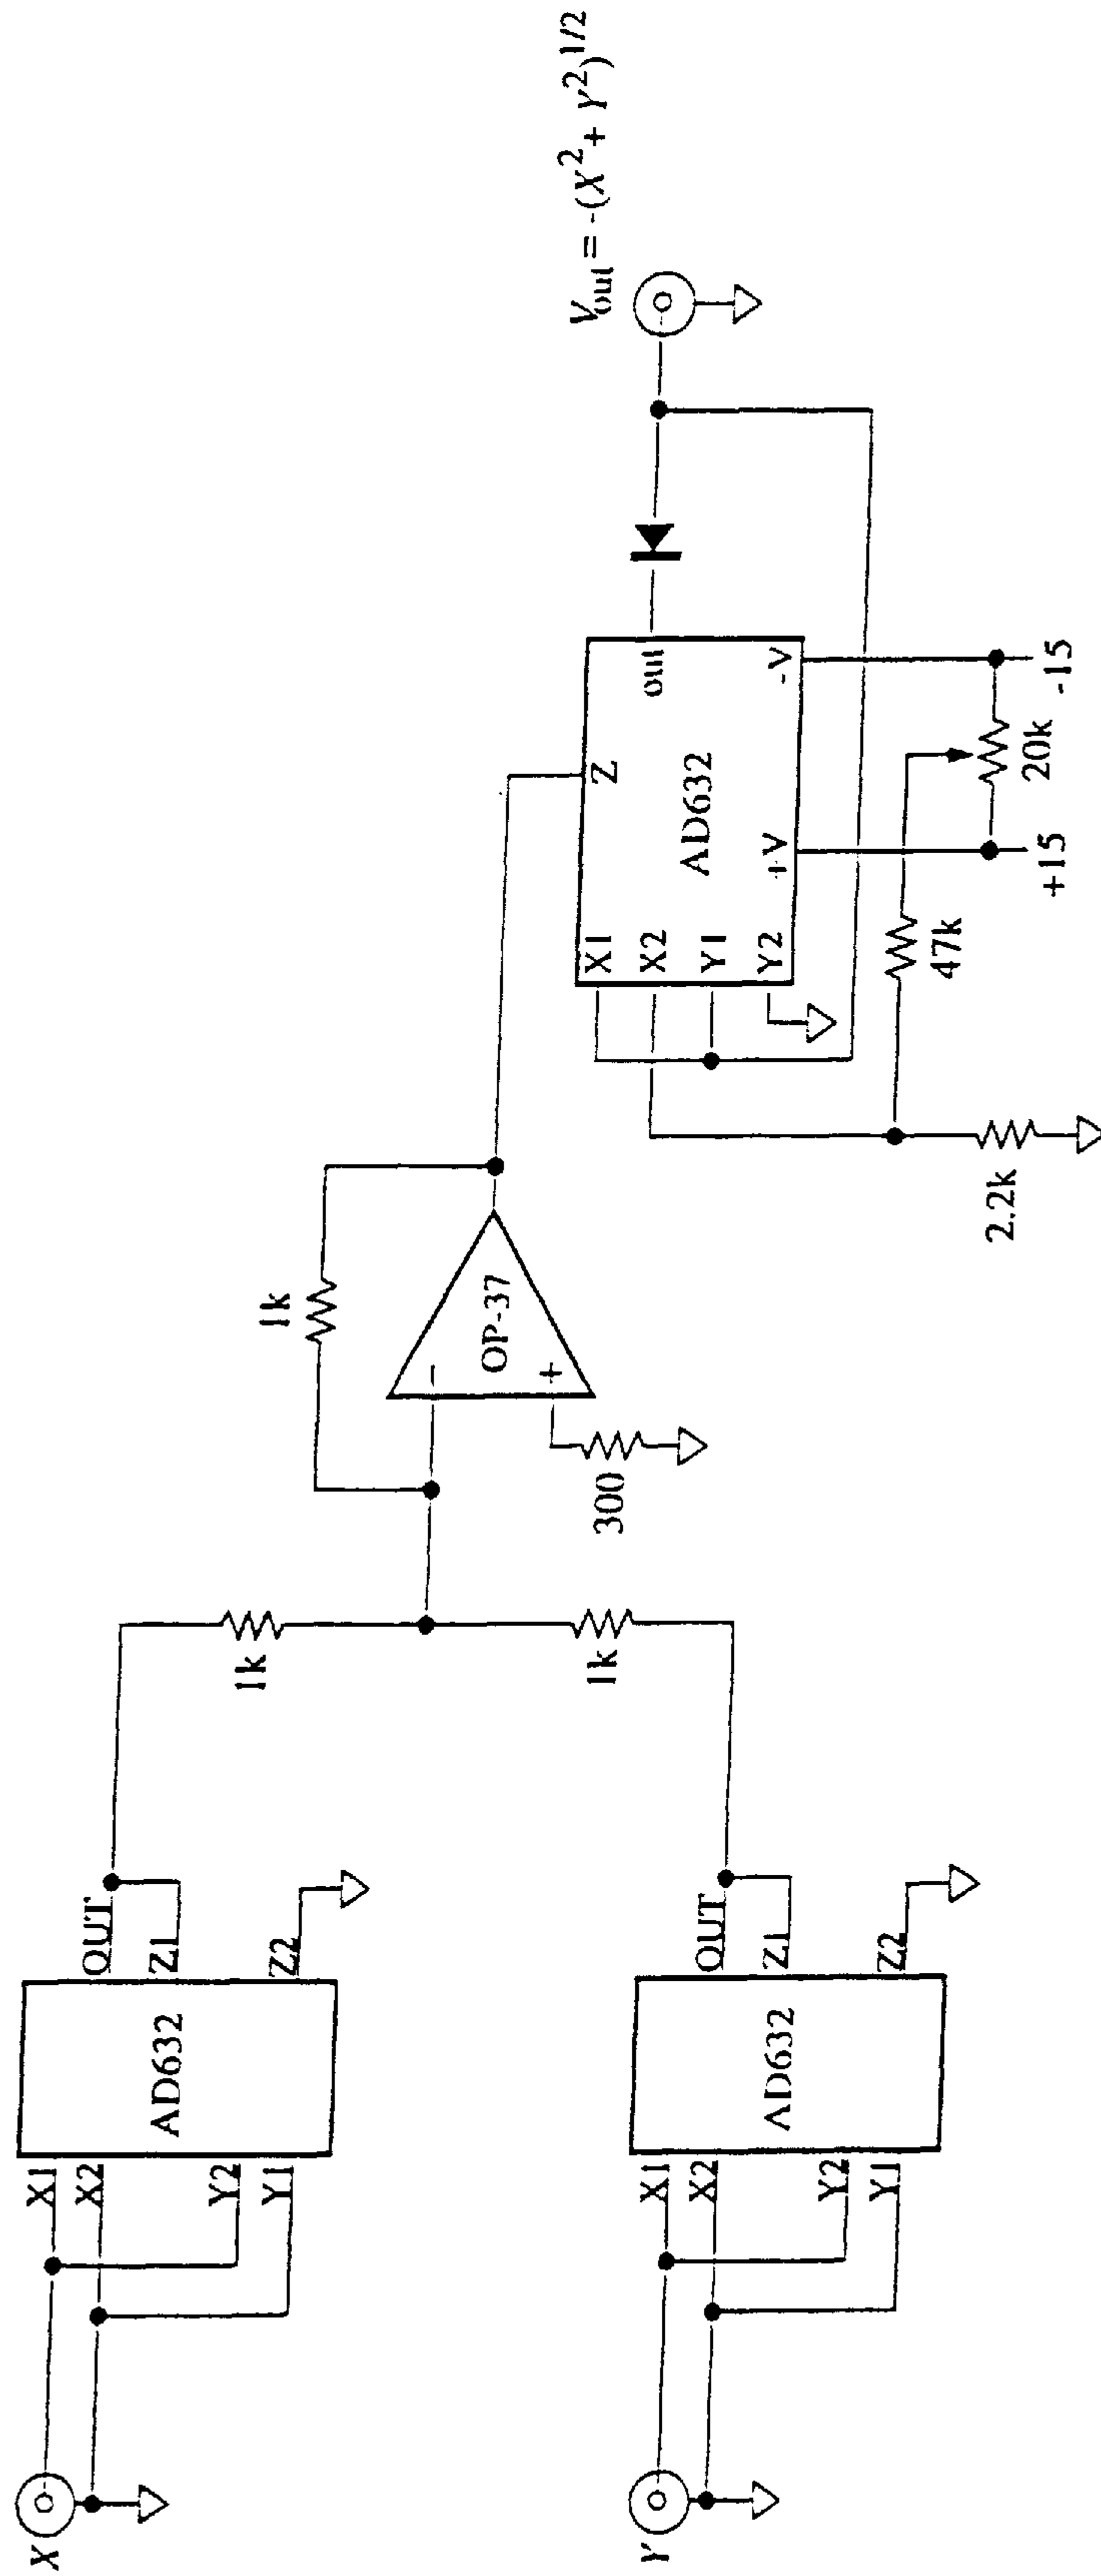 X
X1
X2
Y2
Y1
AD632
OUT
Z1
Z2
1k
Y
X1
X2
Y2
Y1
AD632
OUT
Z1
Z2
1k
1k
-
+
OP-37
300
X1
X2
Y1
Y2
Z
AD632
out
+V
-V
2.2k
47k
20k
+15
-15
Vout = -(X² + Y²)1/2